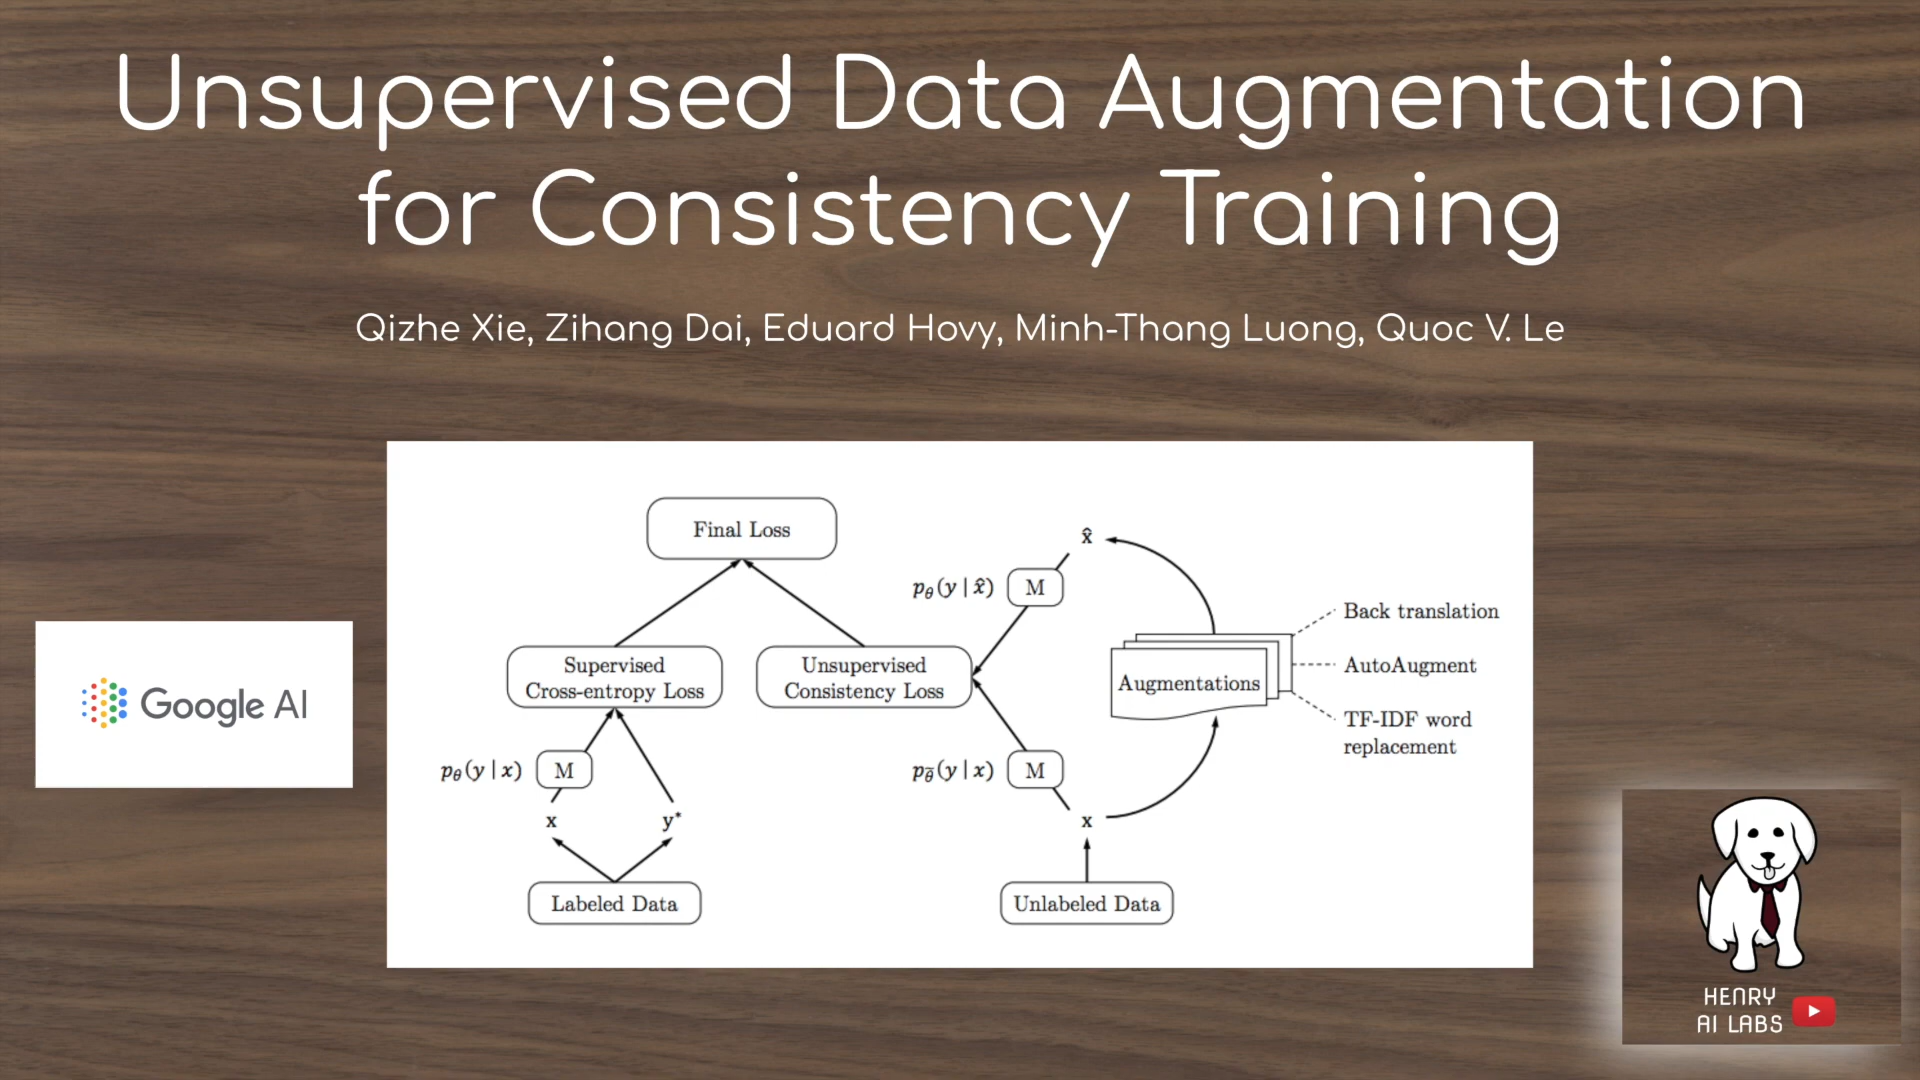 Unsupervised Data Augmentation
for Consistency Training
Qizhe Xie, Zihang Dai, Eduard Hovy, Minh-Thang Luong, Quoc V. Le
Google AI
Final Loss
Supervised
Cross-entropy Loss
Unsupervised
Consistency Loss
pθ(y | x)
M
x
y*
Labeled Data
x̂
pθ(y | x̂)
M
pθ̃(y | x)
M
x
Unlabeled Data
Augmentations
Back translation
AutoAugment
TF-IDF word
replacement
HENRY
AI LABS